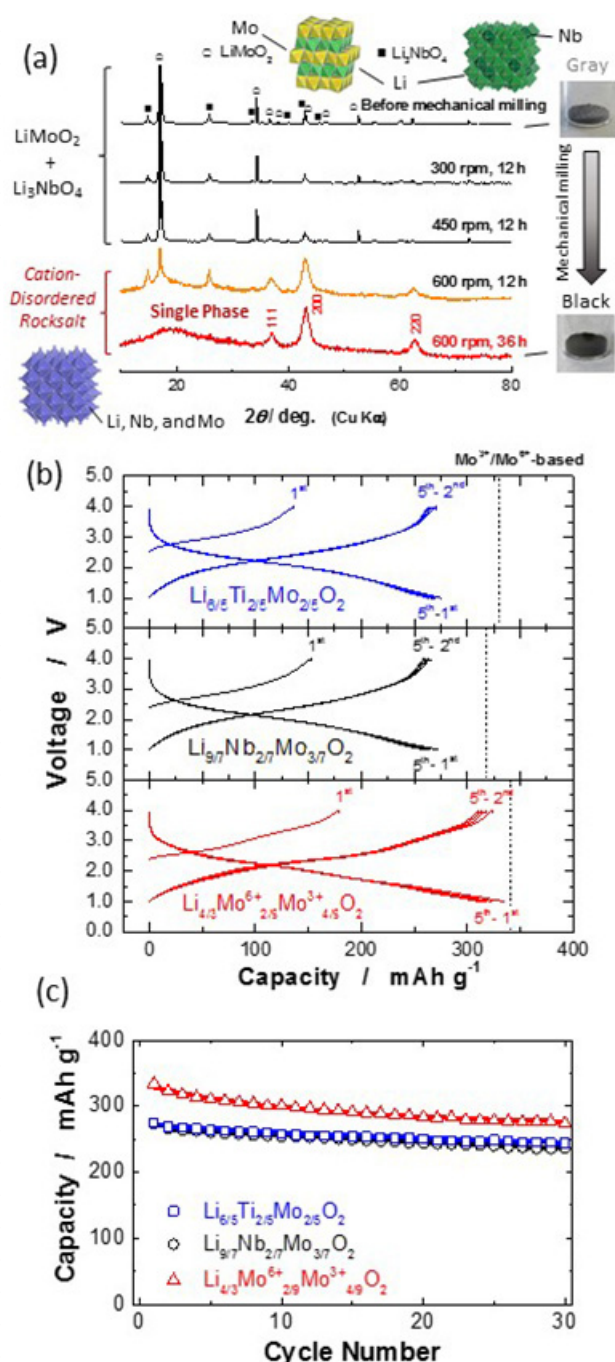 (a)
Mo
Nb
Li
○ LiMoO₂ ■ Li₃NbO₄
Gray
Before mechanical milling
LiMoO₂
+
Li₃NbO₄
300 rpm, 12 h
450 rpm, 12 h
Mechanical milling
Cation-
Disordered
Rocksalt
600 rpm, 12 h
Single Phase
111
200
220
600 rpm, 36 h
Black
20 40 60 80
2θ / deg. (Cu Kα)
Li, Nb, and Mo
(b)
Mo³⁺/Mo⁶⁺-based
5.0
4.0
3.0
2.0
1.0
5.0
4.0
3.0
2.0
1.0
5.0
4.0
3.0
2.0
1.0
0.0
Voltage / V
1ˢᵗ
5ᵗʰ- 2ⁿᵈ
Li₆/₅Ti₂/₅Mo₂/₅O₂
5ᵗʰ-1ˢᵗ
1ˢᵗ
5ᵗʰ- 2ⁿᵈ
Li₉/₇Nb₂/₇Mo₃/₇O₂
5ᵗʰ- 1ˢᵗ
1ˢᵗ
5ᵗʰ- 2ⁿᵈ
5ᵗʰ- 1ˢᵗ
0 100 200 300 400
Capacity / mAh g⁻¹
(c)
400
300
200
100
0
Capacity / mAh g⁻¹
Li₆/₅Ti₂/₅Mo₂/₅O₂
Li₉/₇Nb₂/₇Mo₃/₇O₂
Li₄/₃Mo⁶⁺₂/₉Mo³⁺₄/₉O₂
0 10 20 30
Cycle Number